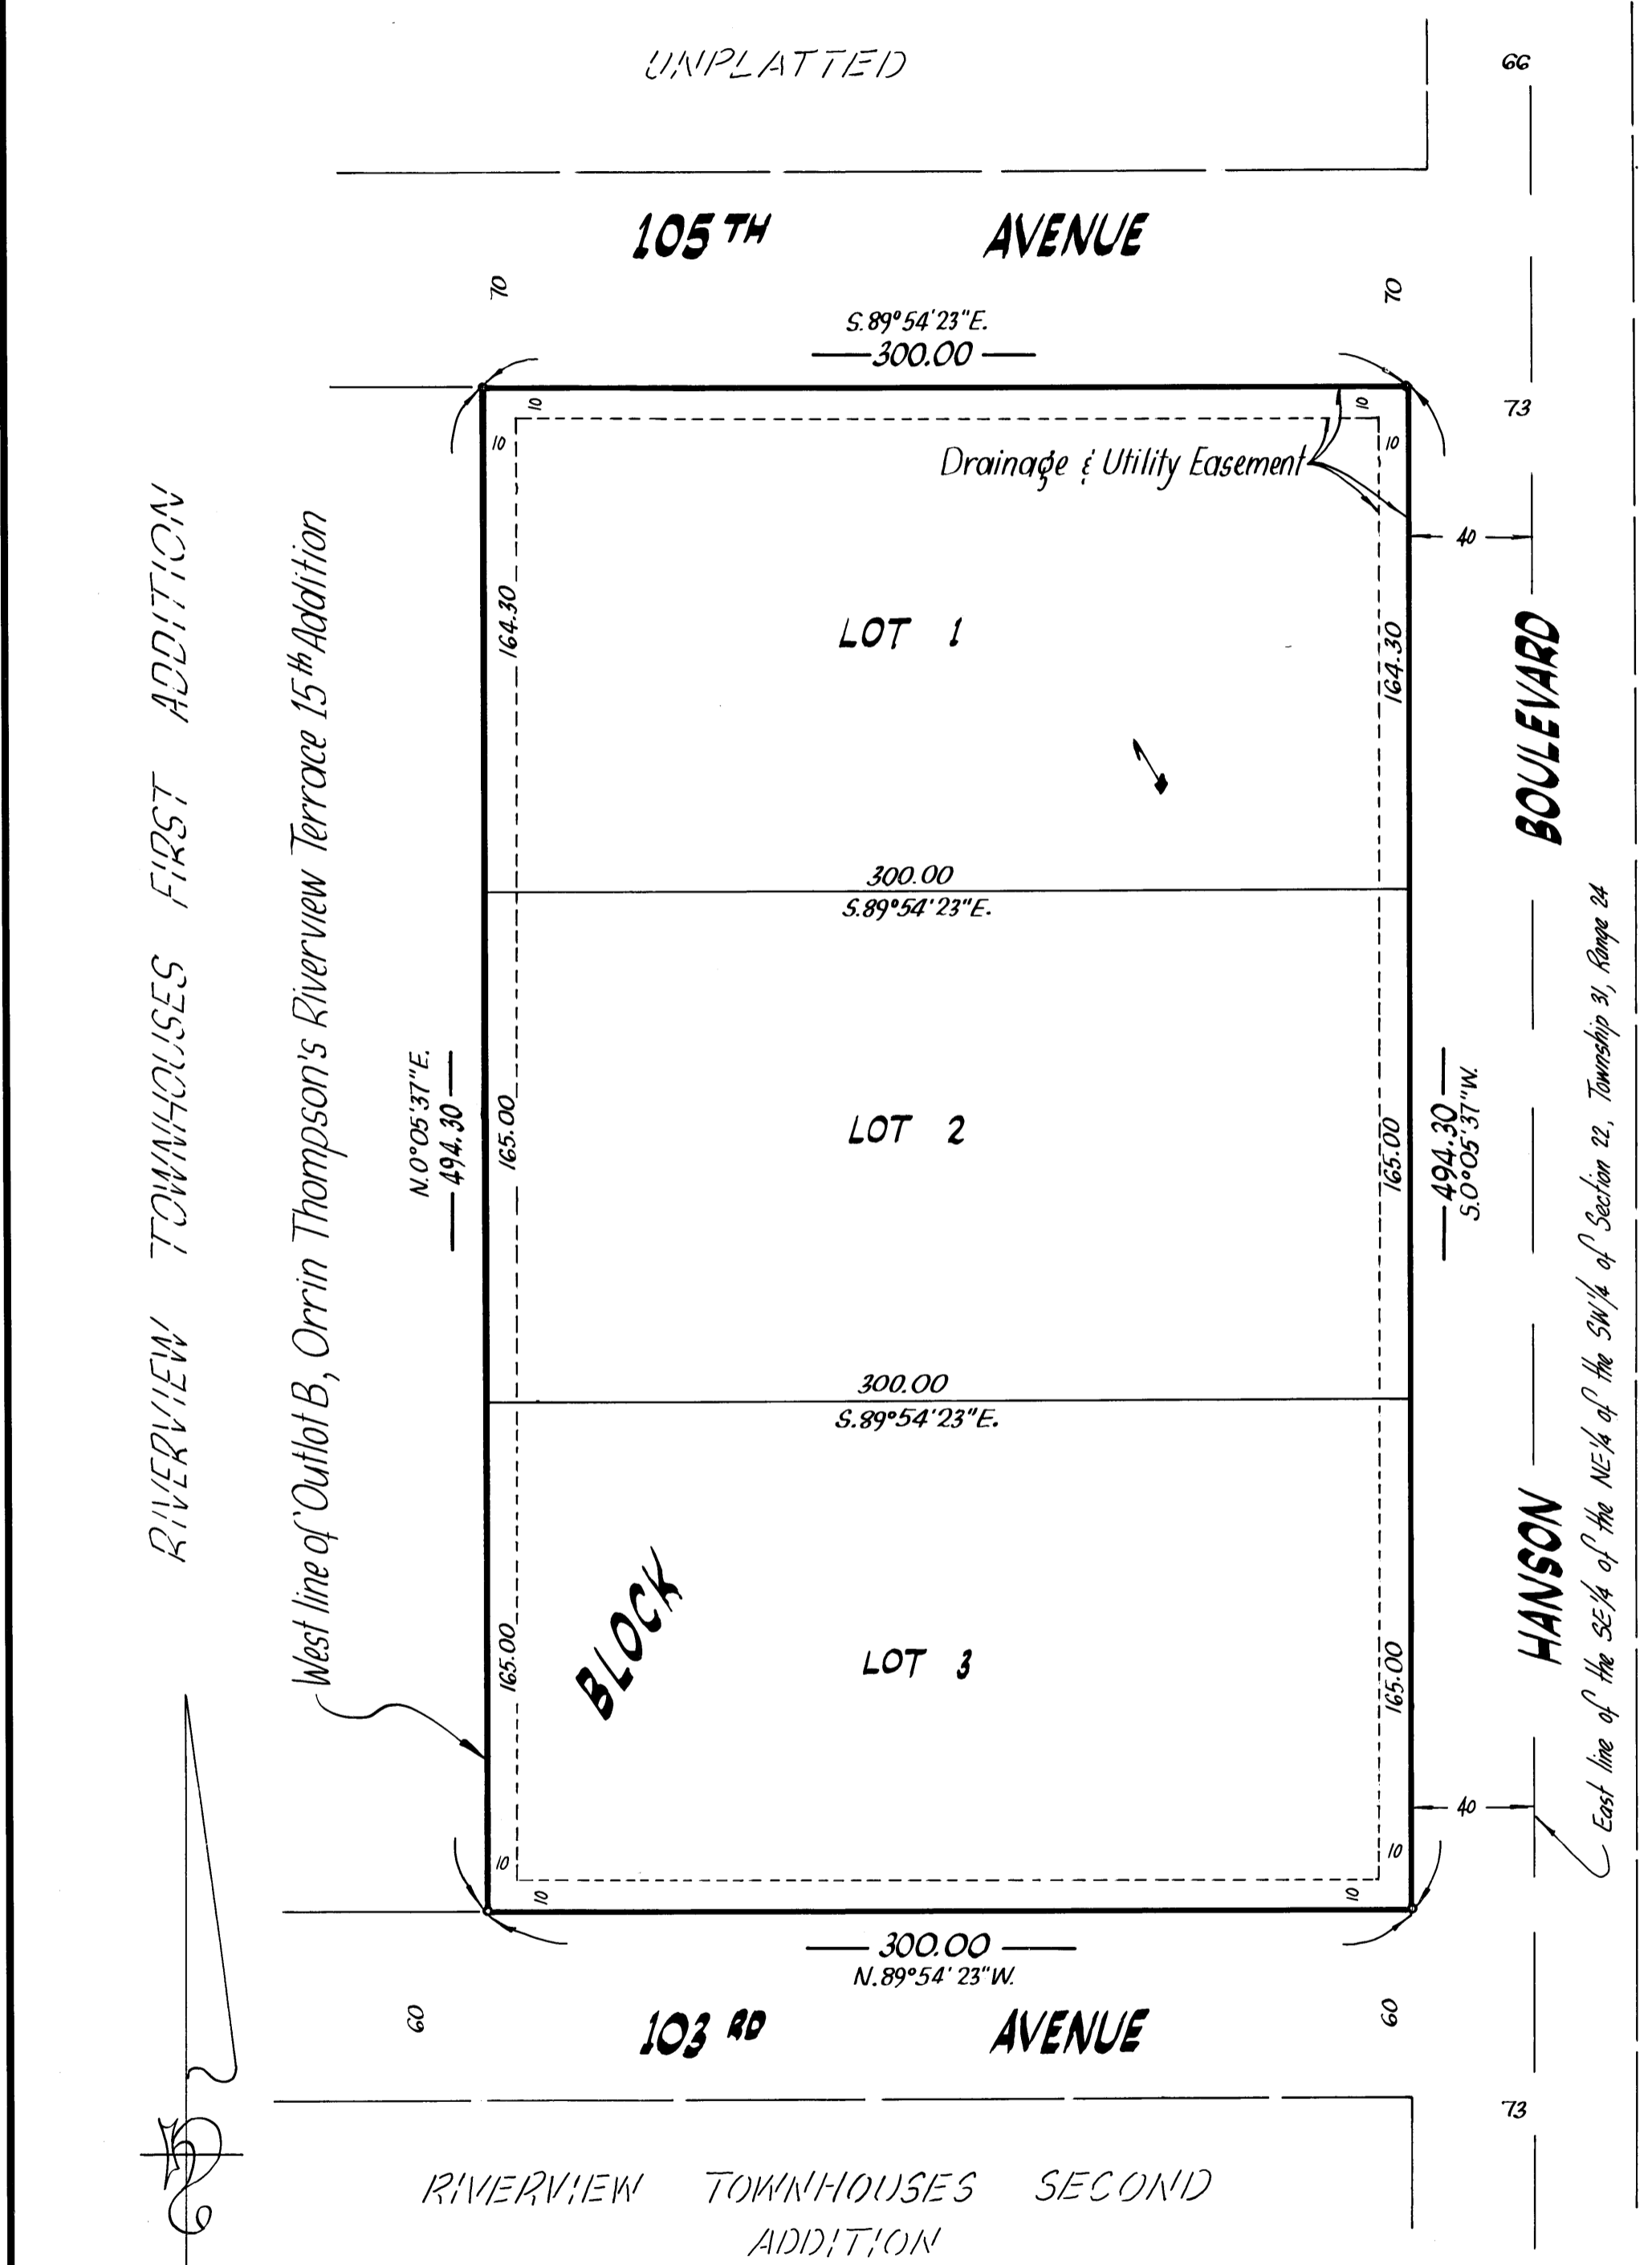 UNPLATTED
66
105TH AVENUE
70
70
S.89°54'23"E.
300.00
73
10
10
10
10
Drainage & Utility Easement
40
164.30
LOT 1
164.30
300.00
S.89°54'23"E.
RIVERVIEW TOWNHOUSES FIRST ADDITION
West line of Outlot B, Orrin Thompson's Riverview Terrace 15th Addition
N.0°05'37"E.
494.30
165.00
LOT 2
165.00
494.30
S.0°05'37"W.
HANSON BOULEVARD
East line of the SE1/4 of the NE1/4 of the SW1/4 of Section 22, Township 31, Range 24
300.00
S.89°54'23"E.
165.00
BLOCK
LOT 3
165.00
40
10
10
10
10
300.00
N.89°54'23"W.
60
60
103RD AVENUE
73
RIVERVIEW TOWNHOUSES SECOND
ADDITION